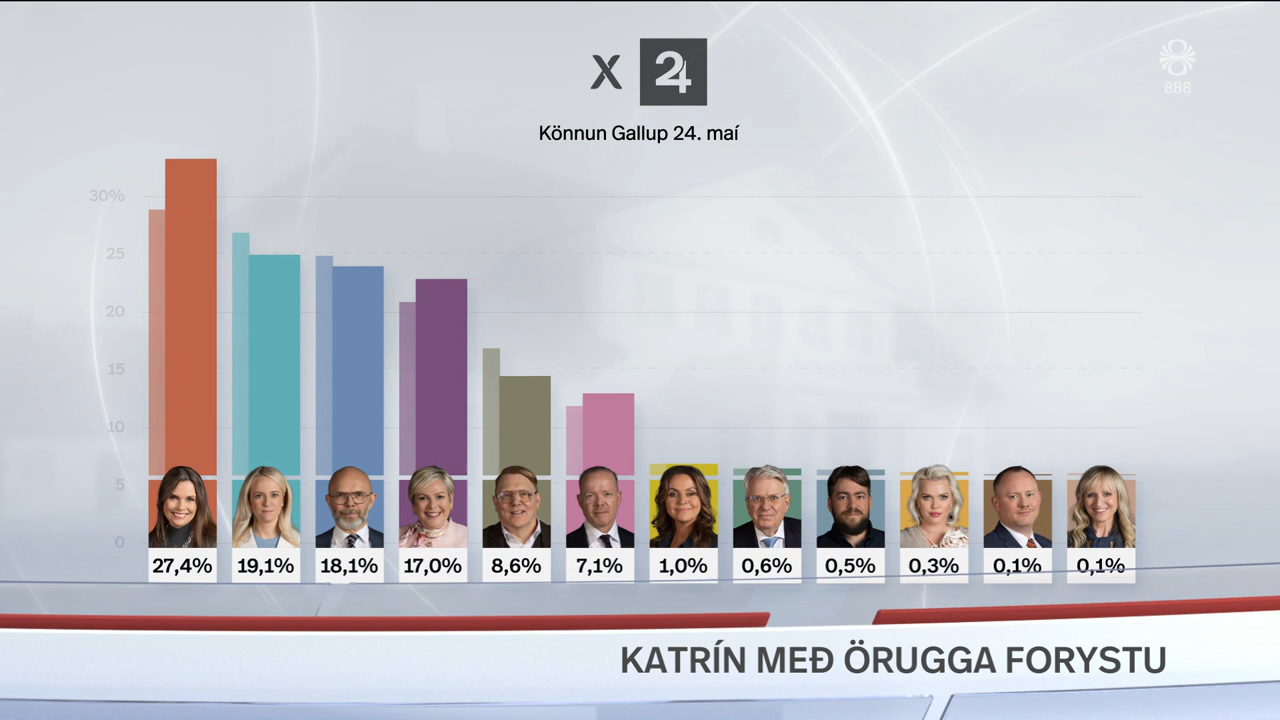 X 24
888
Könnun Gallup 24. maí
30%
25
20
15
10
5
0
27,4% 19,1% 18,1% 17,0% 8,6% 7,1% 1,0% 0,6% 0,5% 0,3% 0,1% 0,1%
KATRÍN MEÐ ÖRUGGA FORYSTU